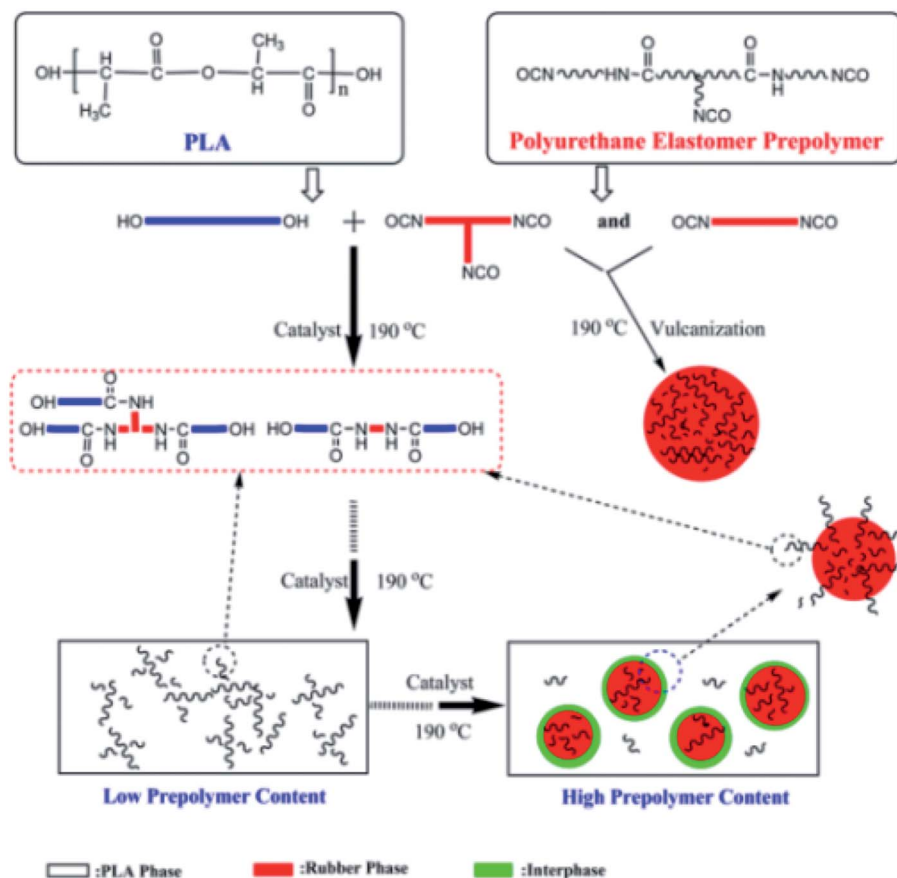 OH
H
C
H₃C
O
C
O
CH₃
C
H
C
O
n
OH
PLA
OCN
HN
O
C
O
C
N
H
NCO
NCO
Polyurethane Elastomer Prepolymer
HO
OH
+
OCN
NCO
and
OCN
NCO
NCO
Catalyst
190 °C
190 °C
Vulcanization
O
OH
C
NH
OH
C
N
N
C
OH
O
H
H
O
HO
C
N
N
C
OH
O
H
H
O
Catalyst
190 °C
Catalyst
190 °C
Low Prepolymer Content
High Prepolymer Content
:PLA Phase
:Rubber Phase
:Interphase